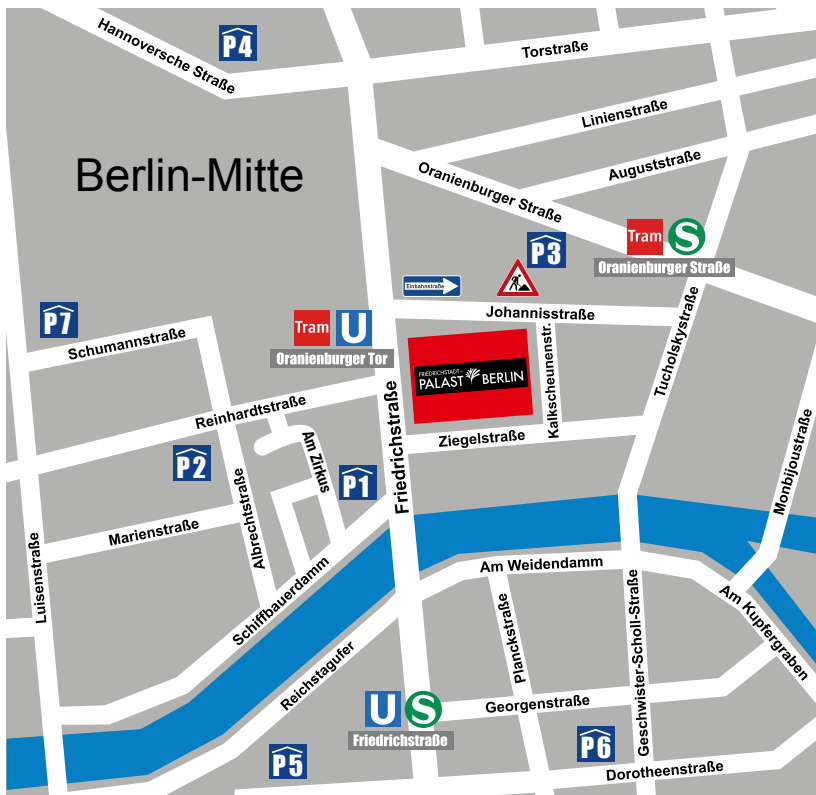 Hannoversche Straße
P4
Torstraße
Linienstraße
Berlin-Mitte
Auguststraße
Oranienburger Straße
Tram S
P3
Oranienburger Straße
Einbahnstraße
P7
Johannisstraße
Tram U
Schumannstraße
Oranienburger Tor
Kalkscheunenstr.
Tucholskystraße
FRIEDRICHSTADT-
PALAST BERLIN
Reinhardtstraße
Friedrichstraße
Ziegelstraße
Am Zirkus
P2
P1
Monbijoustraße
Albrechtstraße
Marienstraße
Luisenstraße
Am Weidendamm
Schiffbauerdamm
Planckstraße
Geschwister-Scholl-Straße
Am Kupfergraben
Reichstagufer
U S
Georgenstraße
Friedrichstraße
P6
P5
Dorotheenstraße